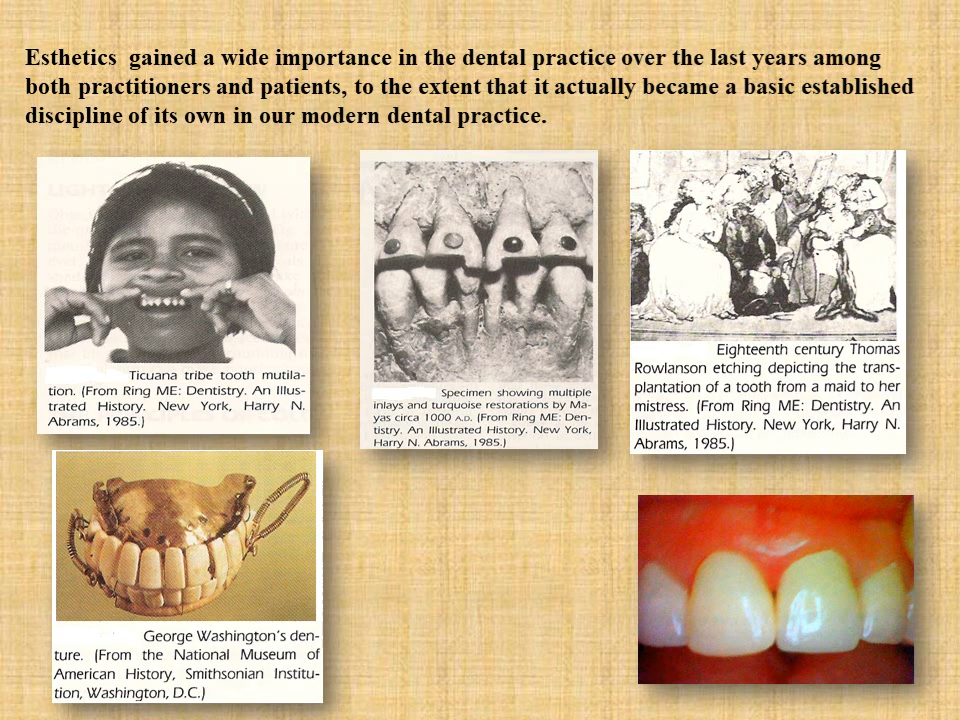 Esthetics gained a wide importance in the dental practice over the last years among
both practitioners and patients, to the extent that it actually became a basic established
discipline of its own in our modern dental practice.
Ticuana tribe tooth mutila-
tion. (From Ring ME: Dentistry. An Illus-
trated History. New York, Harry N.
Abrams, 1985.)
Specimen showing multiple
inlays and turquoise restorations by Ma-
yas circa 1000 A.D. (From Ring ME: Den-
tistry. An Illustrated History. New York,
Harry N. Abrams, 1985.)
Eighteenth century Thomas
Rowlanson etching depicting the trans-
plantation of a tooth from a maid to her
mistress. (From Ring ME: Dentistry. An
Illustrated History. New York, Harry N.
Abrams, 1985.)
George Washington's den-
ture. (From the National Museum of
American History, Smithsonian Institu-
tion, Washington, D.C.)